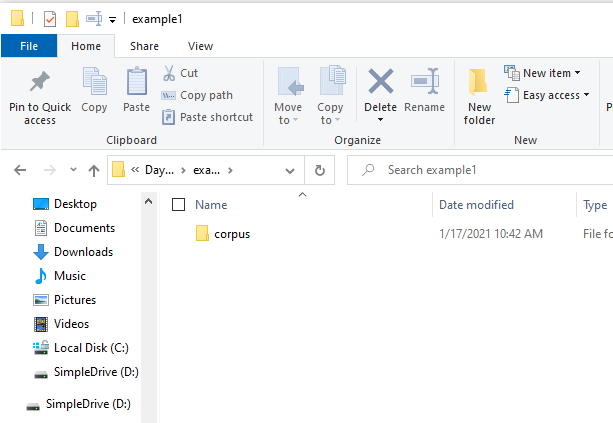 example1
File Home Share View
Pin to Quick access
Copy
Paste
Cut
Copy path
Paste shortcut
Clipboard
Move to
Copy to
Delete
Rename
Organize
New folder
New item
Easy access
New
P
« Day... › exa... ›
Search example1
Desktop
Documents
Downloads
Music
Pictures
Videos
Local Disk (C:)
SimpleDrive (D:)
SimpleDrive (D:)
Name Date modified Type
corpus 1/17/2021 10:42 AM File fo